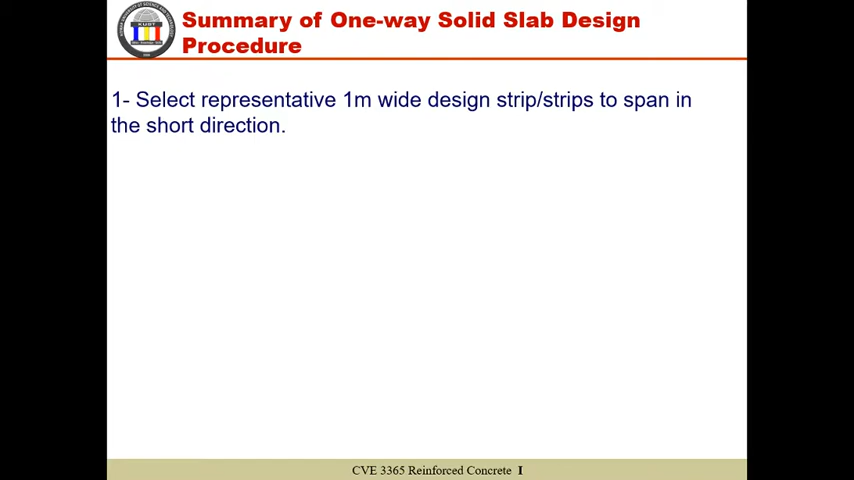 Summary of One-way Solid Slab Design
Procedure
1- Select representative 1m wide design strip/strips to span in
the short direction.
CVE 3365 Reinforced Concrete I